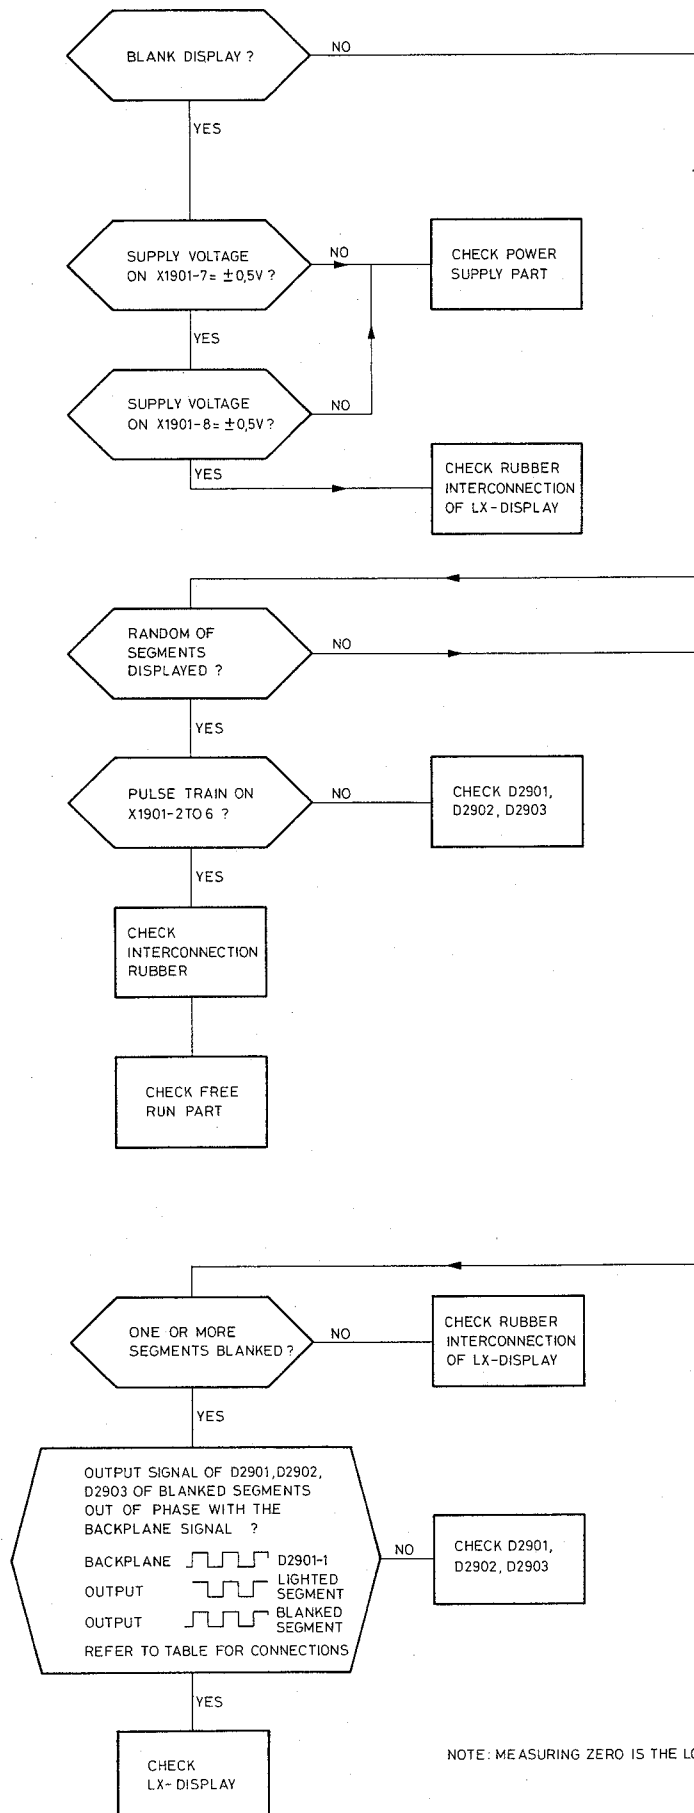 BLANK DISPLAY ?
NO
YES
SUPPLY VOLTAGE
ON X1901-7= ±0,5V ?
NO
CHECK POWER
SUPPLY PART
YES
SUPPLY VOLTAGE
ON X1901-8= ±0,5V ?
NO
YES
CHECK RUBBER
INTERCONNECTION
OF LX-DISPLAY
RANDOM OF
SEGMENTS
DISPLAYED ?
NO
YES
PULSE TRAIN ON
X1901-2 TO 6 ?
NO
CHECK D2901,
D2902, D2903
YES
CHECK
INTERCONNECTION
RUBBER
CHECK FREE
RUN PART
ONE OR MORE
SEGMENTS BLANKED ?
NO
CHECK RUBBER
INTERCONNECTION
OF LX-DISPLAY
YES
OUTPUT SIGNAL OF D2901, D2902,
D2903 OF BLANKED SEGMENTS
OUT OF PHASE WITH THE
BACKPLANE SIGNAL ?
BACKPLANE D2901-1
OUTPUT LIGHTED
SEGMENT
OUTPUT BLANKED
SEGMENT
REFER TO TABLE FOR CONNECTIONS
NO
CHECK D2901,
D2902, D2903
YES
CHECK
LX-DISPLAY
NOTE: MEASURING ZERO IS THE